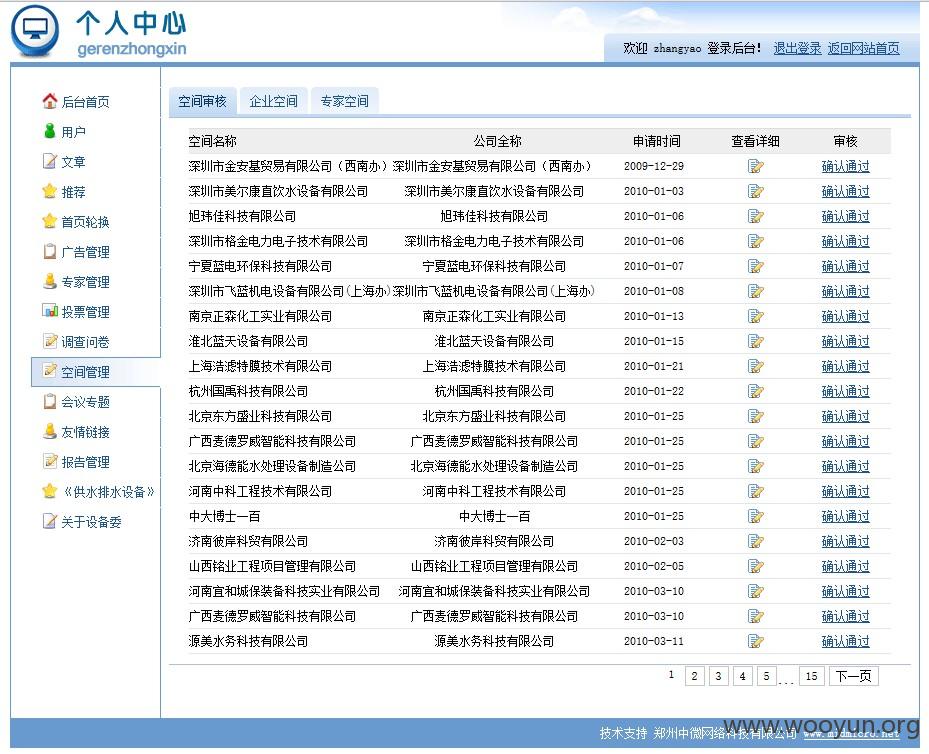 个人中心
gerenzhongxin
欢迎 zhangyao 登录后台! 退出登录 返回网站首页
后台首页
用户
文章
推荐
首页轮换
广告管理
专家管理
投票管理
调查问卷
空间管理
会议专题
友情链接
报告管理
《供水排水设备》
关于设备委
空间审核 企业空间 专家空间
空间名称 公司全称 申请时间 查看详细 审核
深圳市金安基贸易有限公司（西南办） 深圳市金安基贸易有限公司（西南办） 2009-12-29 确认通过
深圳市美尔康直饮水设备有限公司 深圳市美尔康直饮水设备有限公司 2010-01-03 确认通过
旭玮佳科技有限公司 旭玮佳科技有限公司 2010-01-06 确认通过
深圳市格金电力电子技术有限公司 深圳市格金电力电子技术有限公司 2010-01-06 确认通过
宁夏蓝电环保科技有限公司 宁夏蓝电环保科技有限公司 2010-01-07 确认通过
深圳市飞蓝机电设备有限公司(上海办) 深圳市飞蓝机电设备有限公司(上海办) 2010-01-08 确认通过
南京正森化工实业有限公司 南京正森化工实业有限公司 2010-01-13 确认通过
淮北蓝天设备有限公司 淮北蓝天设备有限公司 2010-01-15 确认通过
上海洁滤特膜技术有限公司 上海洁滤特膜技术有限公司 2010-01-21 确认通过
杭州国禹科技有限公司 杭州国禹科技有限公司 2010-01-22 确认通过
北京东方盛业科技有限公司 北京东方盛业科技有限公司 2010-01-25 确认通过
广西麦德罗威智能科技有限公司 广西麦德罗威智能科技有限公司 2010-01-25 确认通过
北京海德能水处理设备制造公司 北京海德能水处理设备制造公司 2010-01-25 确认通过
河南中科工程技术有限公司 河南中科工程技术有限公司 2010-01-25 确认通过
中大博士一百 中大博士一百 2010-01-25 确认通过
济南彼岸科贸有限公司 济南彼岸科贸有限公司 2010-02-03 确认通过
山西铭业工程项目管理有限公司 山西铭业工程项目管理有限公司 2010-02-05 确认通过
河南宜和城保装备科技实业有限公司 河南宜和城保装备科技实业有限公司 2010-03-10 确认通过
广西麦德罗威智能科技有限公司 广西麦德罗威智能科技有限公司 2010-03-10 确认通过
源美水务科技有限公司 源美水务科技有限公司 2010-03-11 确认通过
1 2 3 4 5 ... 15 下一页
技术支持 郑州中微网络科技有限公司 www.midmicro.net
www.wooyun.org